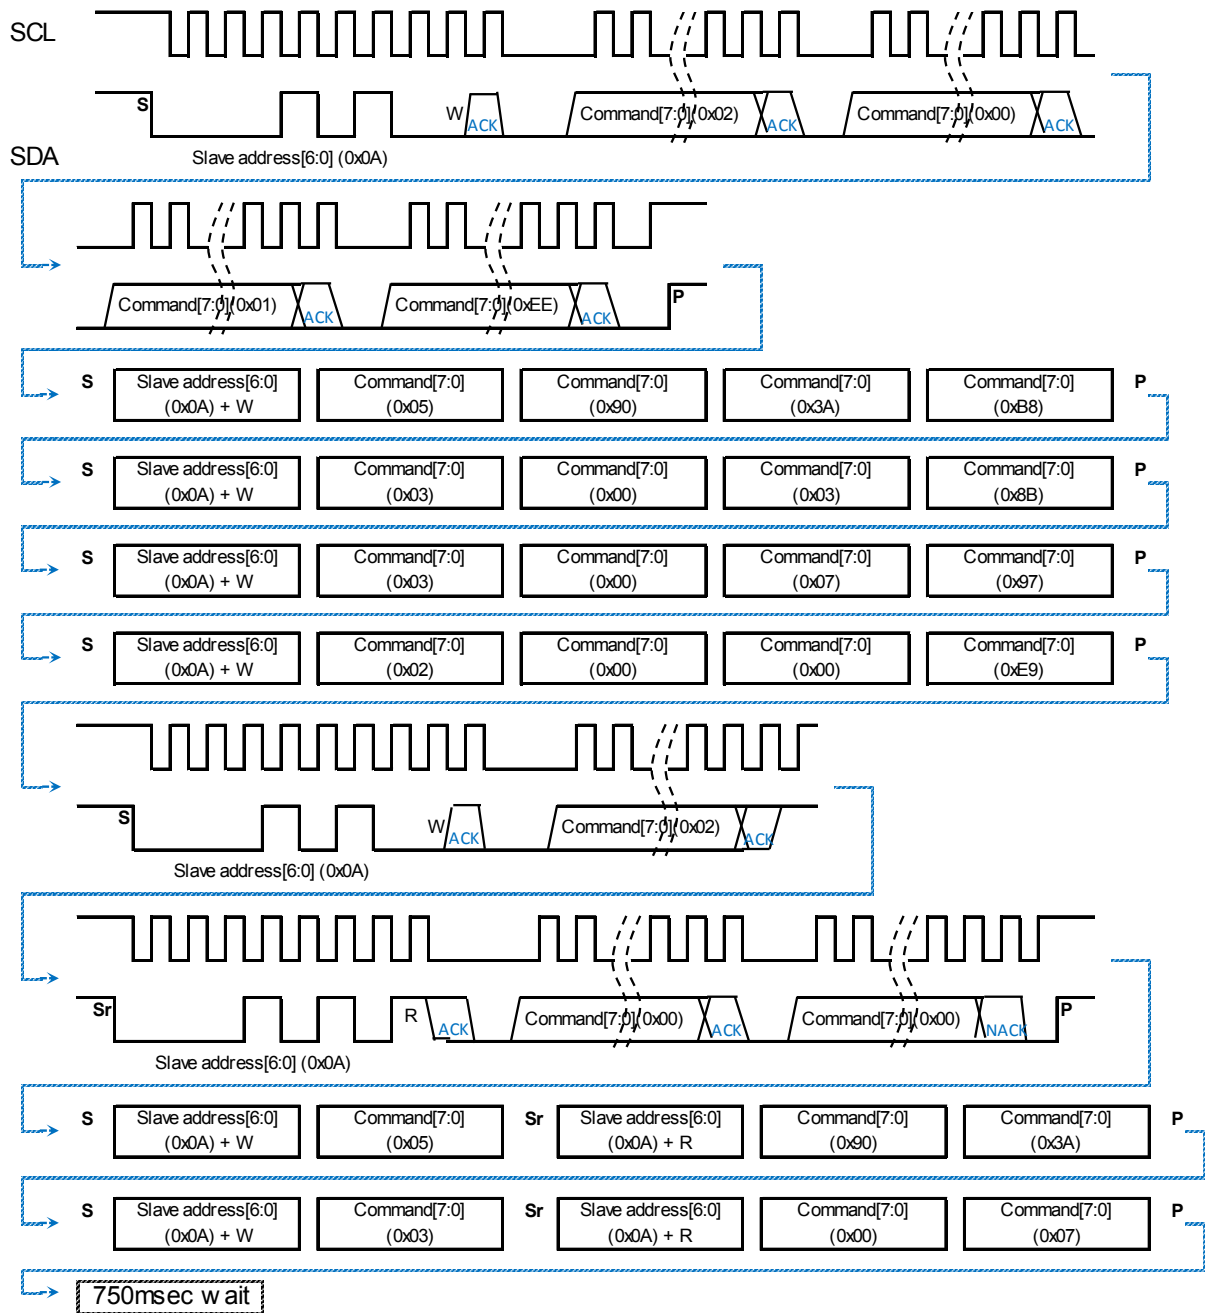 SCL
S W ACK Command[7:0](0x02) ACK Command[7:0](0x00) ACK
SDA
Slave address[6:0] (0x0A)
Command[7:0](0x01) ACK Command[7:0](0xEE) ACK P
S Slave address[6:0] Command[7:0] Command[7:0] Command[7:0] Command[7:0] P
(0x0A) + W (0x05) (0x90) (0x3A) (0xB8)
S Slave address[6:0] Command[7:0] Command[7:0] Command[7:0] Command[7:0] P
(0x0A) + W (0x03) (0x00) (0x03) (0x8B)
S Slave address[6:0] Command[7:0] Command[7:0] Command[7:0] Command[7:0] P
(0x0A) + W (0x03) (0x00) (0x07) (0x97)
S Slave address[6:0] Command[7:0] Command[7:0] Command[7:0] Command[7:0] P
(0x0A) + W (0x02) (0x00) (0x00) (0xE9)
S W ACK Command[7:0](0x02) ACK
Slave address[6:0] (0x0A)
Sr R ACK Command[7:0](0x00) ACK Command[7:0](0x00) NACK P
Slave address[6:0] (0x0A)
S Slave address[6:0] Command[7:0] Sr Slave address[6:0] Command[7:0] Command[7:0] P
(0x0A) + W (0x05) (0x0A) + R (0x90) (0x3A)
S Slave address[6:0] Command[7:0] Sr Slave address[6:0] Command[7:0] Command[7:0] P
(0x0A) + W (0x03) (0x0A) + R (0x00) (0x07)
750msec wait